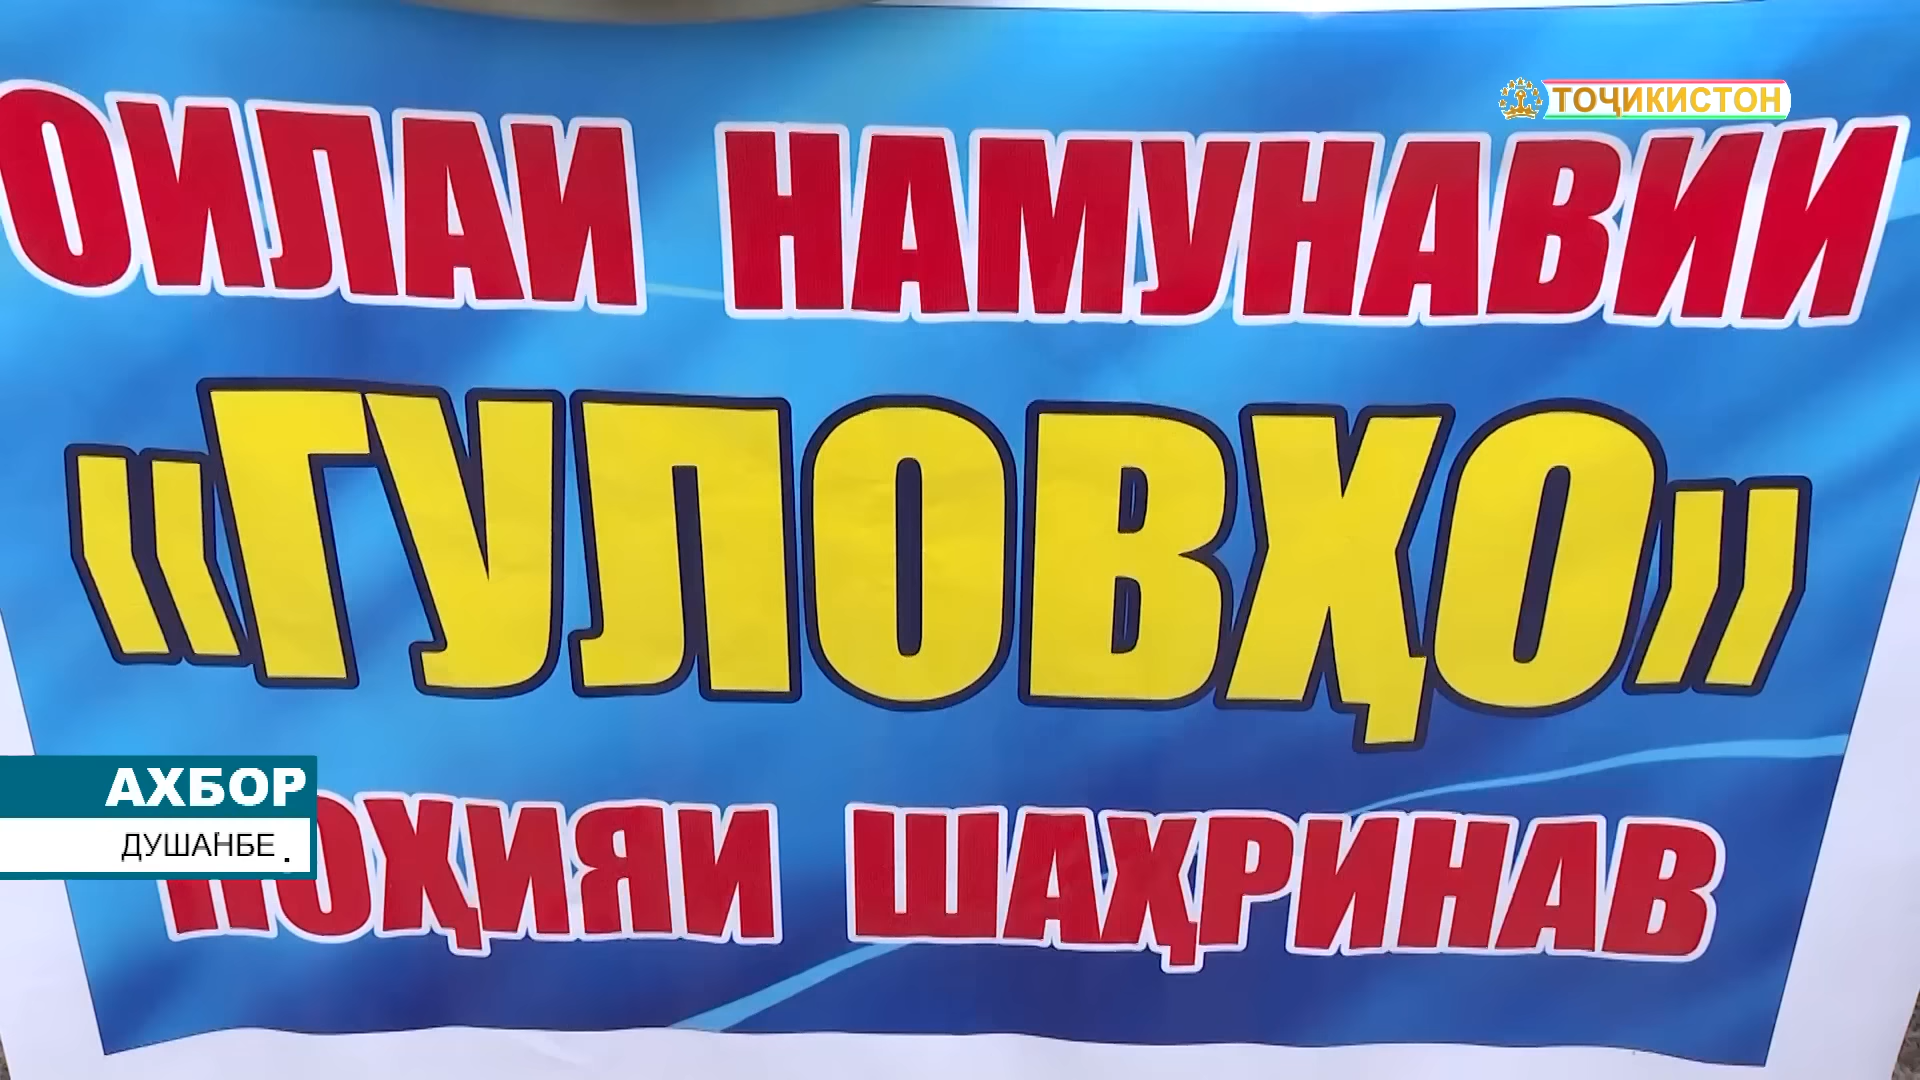 ТОҶИКИСТОН
ОИЛАИ НАМУНАВИИ
«ГУЛОВҲО»
НОҲИЯИ ШАҲРИНАВ
АХБОР
ДУШАНБЕ